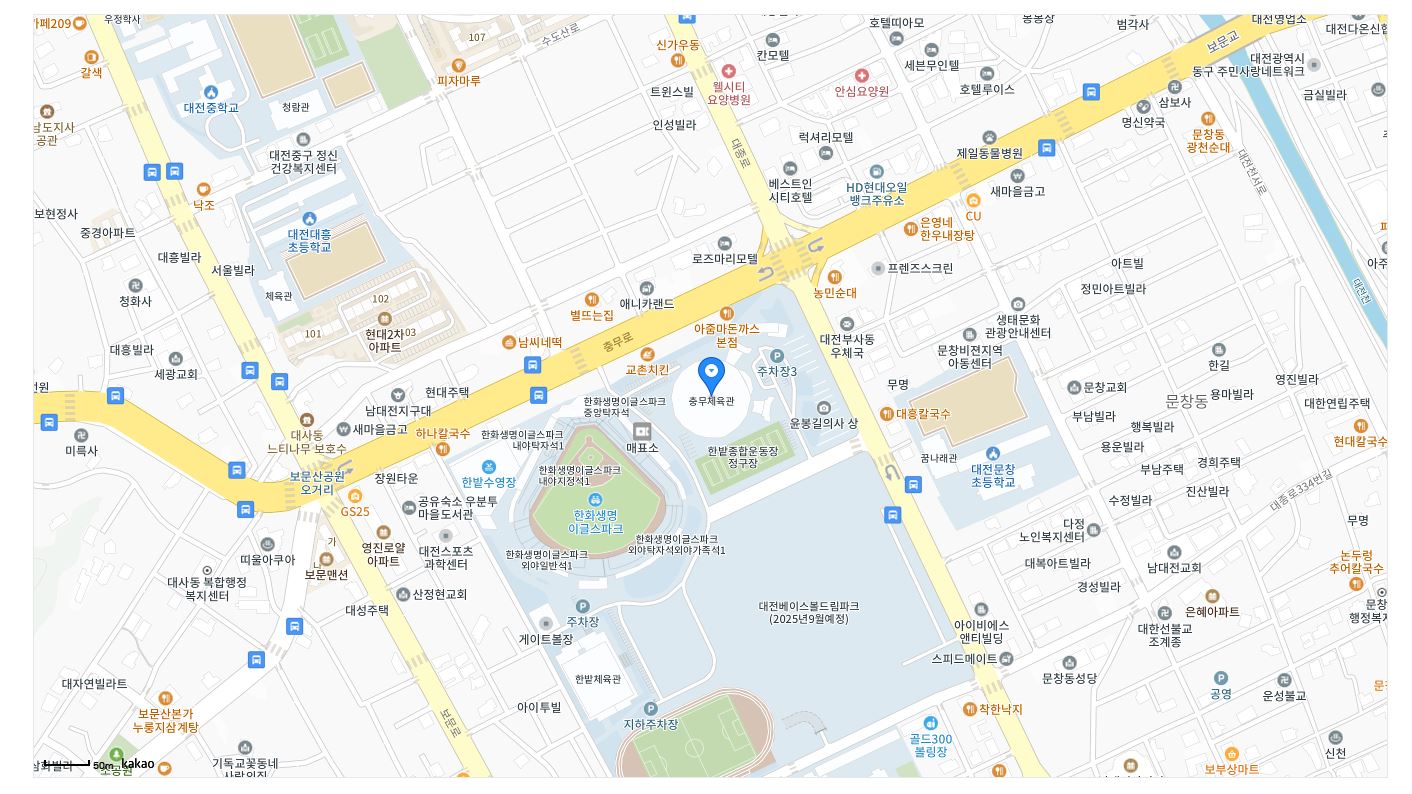 카페209
우정학사
107
수도산로
신가우동
칸모텔
호텔띠아모
봉봉장
범각사
대전영업소
대전다온신협
갈색
피자마루
세븐무인텔
보문교
대전광역시
동구 주민사랑네트워크
대전중학교
청람관
트윈스빌
웰시티
요양병원
안심요양원
호텔루이스
삼보사
금실빌라
남도지사
공관
인성빌라
럭셔리모텔
명신약국
문창동
광천순대
대전중구 정신
건강복지센터
대종로
제일동물병원
대전천서로
낙조
베스트인
시티호텔
HD현대오일
뱅크주유소
새마을금고
보현정사
CU
중경아파트
대전대흥
초등학교
은영네
한우내장탕
대흥빌라
서울빌라
로즈마리모텔
프렌즈스크린
아트빌
청화사
체육관
102
애니카랜드
농민순대
정민아트빌라
대전천
101
현대2차
아파트
03
별뜨는집
아줌마돈까스
본점
생태문화
관광안내센터
대흥빌라
남씨네떡
충무로
대전부사동
우체국
문창비젼지역
아동센터
세광교회
교촌치킨
주차장3
한길
무명
현대주택
충무체육관
문창교회
문창동
용마빌라
영진빌라
남대전지구대
한화생명이글스파크
중앙탁자석
윤봉길의사 상
대흥칼국수
부남빌라
대한연립주택
대사동
느티나무 보호수
새마을금고
하나칼국수
한화생명이글스파크
내야탁자석1
매표소
행복빌라
현대칼국수
미륵사
한밭종합운동장
정구장
꿈나래관
용운빌라
보문산공원
오거리
장원타운
한밭수영장
한화생명이글스파크
내야지정석1
대전문창
초등학교
부남주택
경희주택
GS25
공유숙소 우분투
마을도서관
한화생명
이글스파크
수정빌라
진산빌라
대종로334번길
무명
가
나
영진로얄
아파트
대전스포츠
과학센터
한화생명이글스파크
외야일반석1
한화생명이글스파크
외야탁자석외야가족석1
다정
노인복지센터
띠울아쿠아
보문맨션
대복아트빌라
남대전교회
논두렁
추어칼국수
대사동 복합행정
복지센터
산정현교회
경성빌라
대성주택
주차장
대전베이스볼드림파크
(2025년9월예정)
은혜아파트
게이트볼장
아이비에스
앤티빌딩
대한선불교
조계종
스피드메이트
한밭체육관
문창동성당
대자연빌라트
공영
운성불교
보문산본가
누룽지삼계탕
보문로
아이투빌
지하주차장
착한낙지
골드300
볼링장
신천
기독교꽃동네
보부상마트
50m
kakao